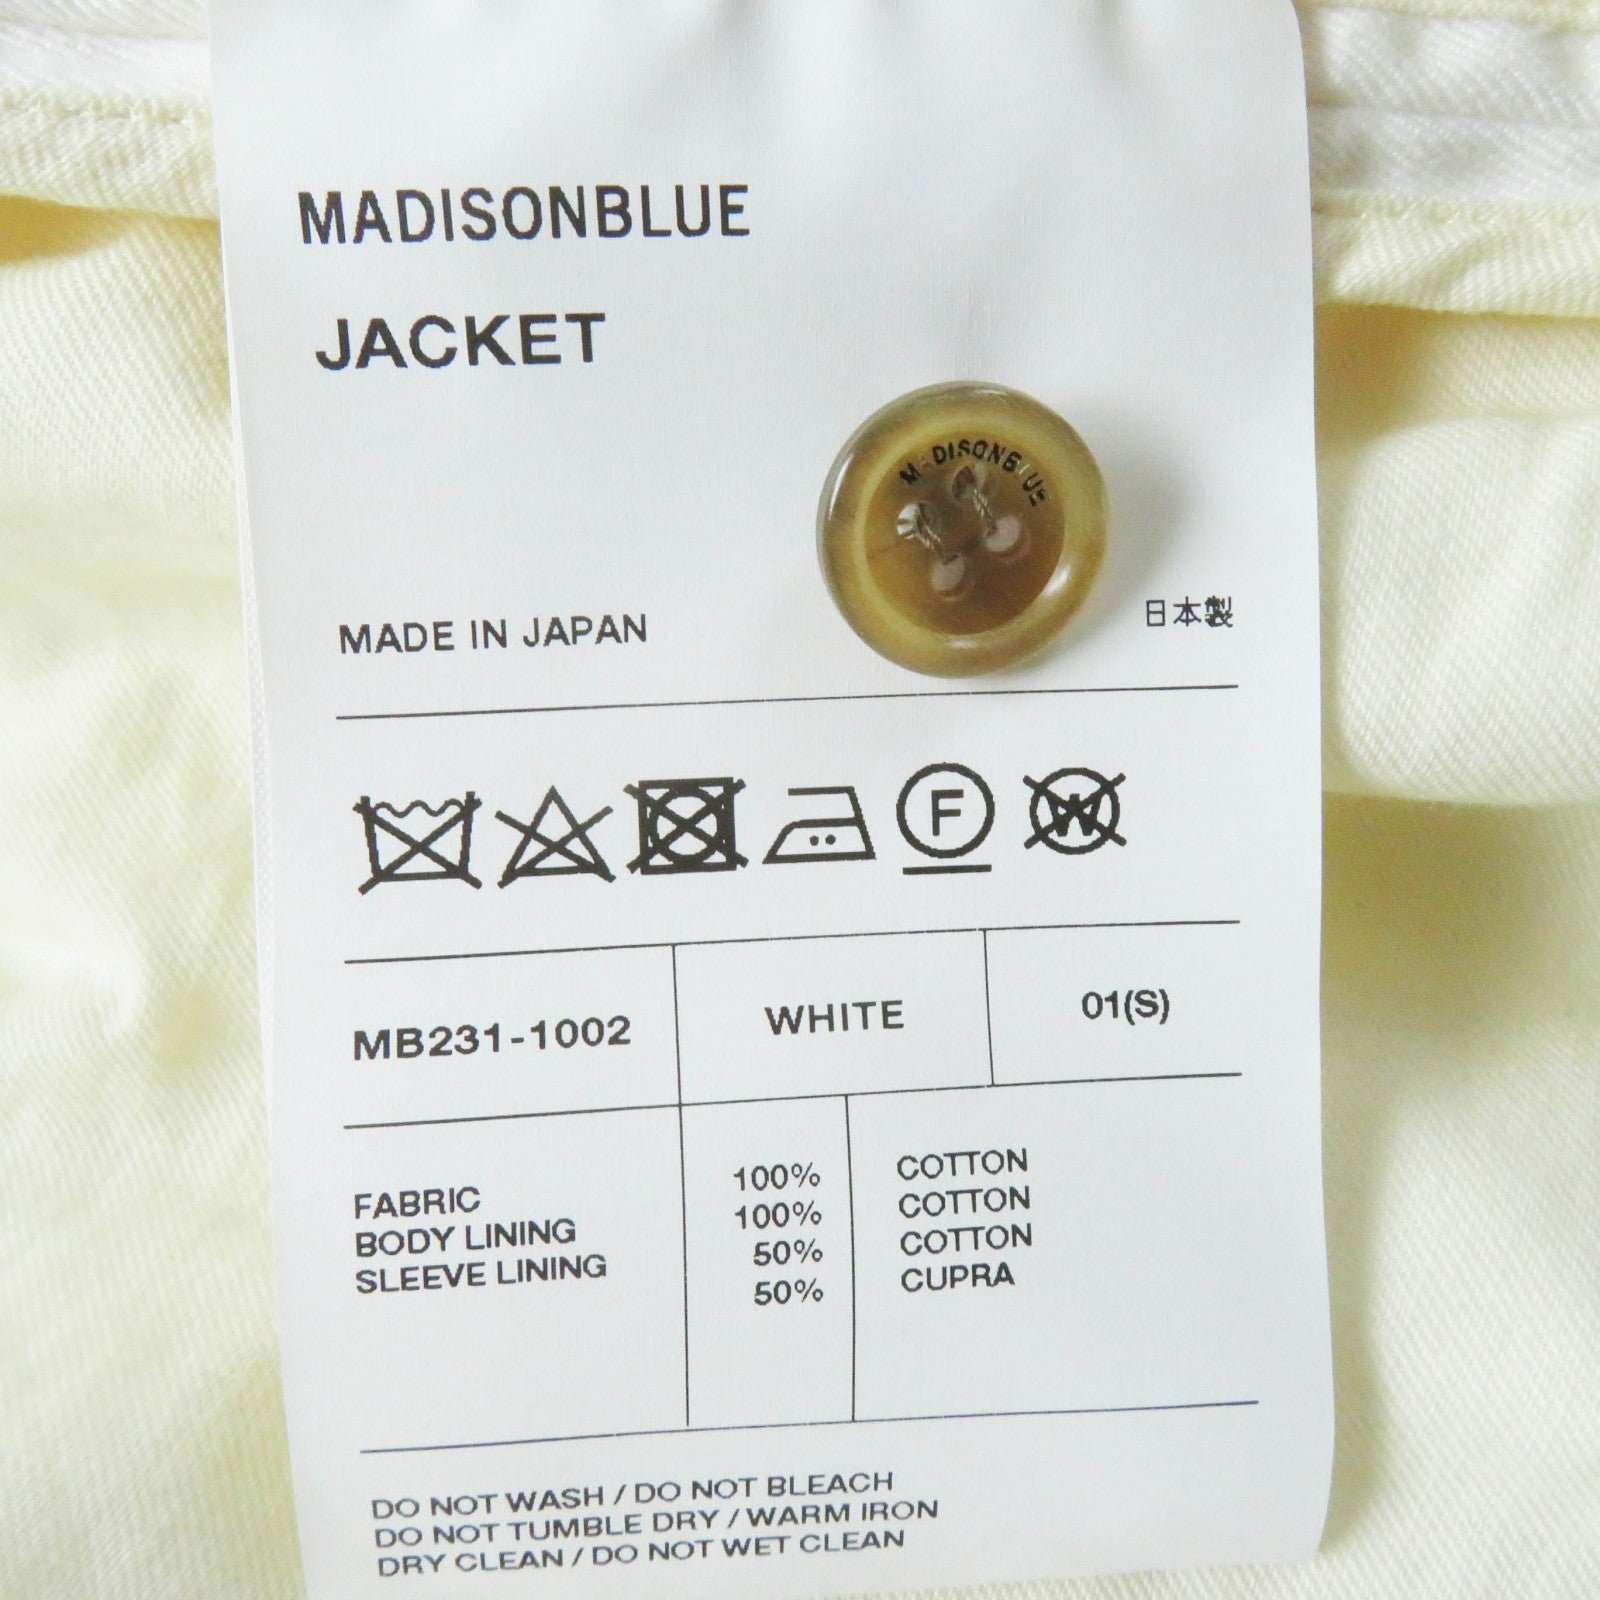 MADISONBLUE
JACKET
MADISONBLUE
MADE IN JAPAN 日本製
F W
MB231-1002 WHITE 01(S)
FABRIC 100% COTTON
BODY LINING 100% COTTON
SLEEVE LINING 50% COTTON
50% CUPRA
DO NOT WASH / DO NOT BLEACH
DO NOT TUMBLE DRY / WARM IRON
DRY CLEAN / DO NOT WET CLEAN